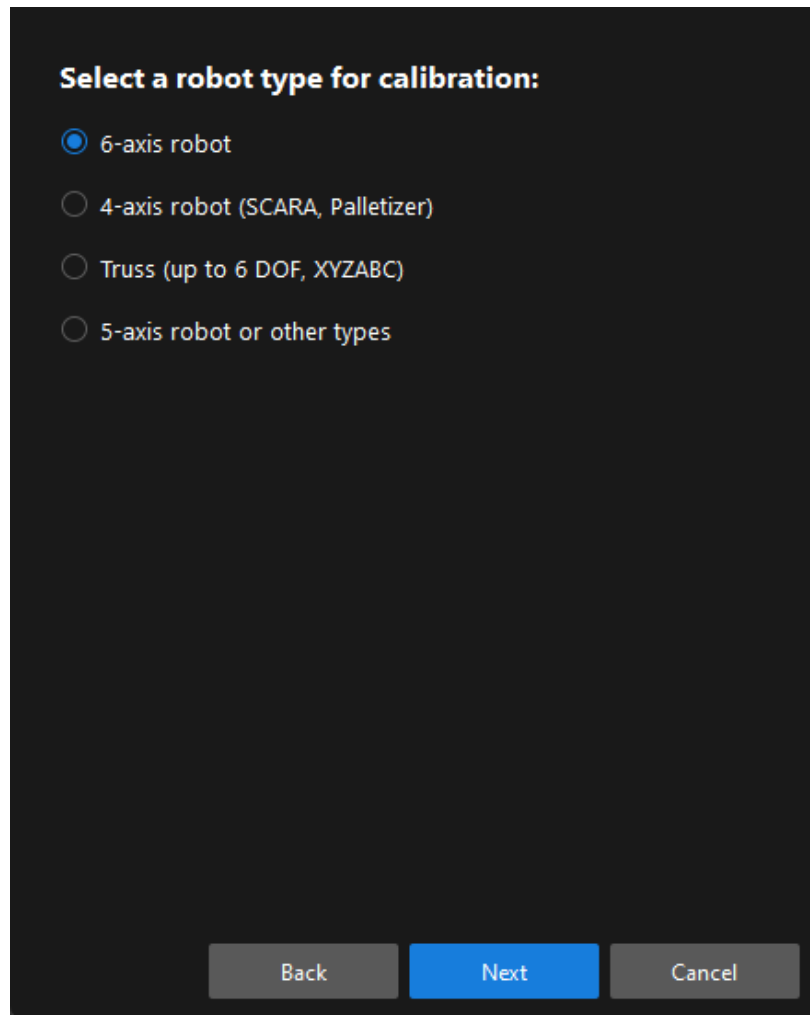 Select a robot type for calibration:
6-axis robot
4-axis robot (SCARA, Palletizer)
Truss (up to 6 DOF, XYZABC)
5-axis robot or other types
Back Next Cancel